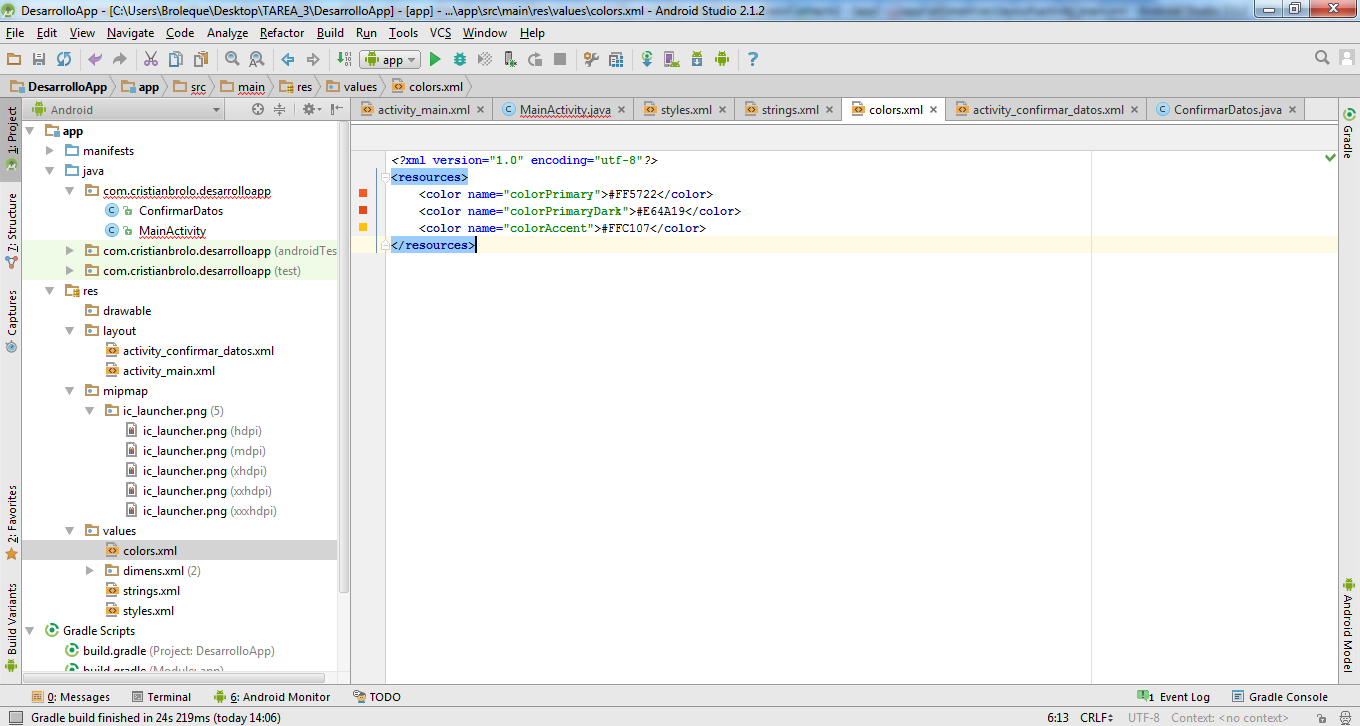 DesarrolloApp - [C:\Users\Broleque\Desktop\TAREA_3\DesarrolloApp] - [app] - ...\app\src\main\res\values\colors.xml - Android Studio 2.1.2
File Edit View Navigate Code Analyze Refactor Build Run Tools VCS Window Help
app
DesarrolloApp app src main res values colors.xml
1: Project
7: Structure
Captures
2: Favorites
Build Variants
Android
app
manifests
java
com.cristianbrolo.desarrolloapp
ConfirmarDatos
MainActivity
com.cristianbrolo.desarrolloapp (androidTes
com.cristianbrolo.desarrolloapp (test)
res
drawable
layout
activity_confirmar_datos.xml
activity_main.xml
mipmap
ic_launcher.png (5)
ic_launcher.png (hdpi)
ic_launcher.png (mdpi)
ic_launcher.png (xhdpi)
ic_launcher.png (xxhdpi)
ic_launcher.png (xxxhdpi)
values
colors.xml
dimens.xml (2)
strings.xml
styles.xml
Gradle Scripts
build.gradle (Project: DesarrolloApp)
build.gradle (Module: app)
activity_main.xml MainActivity.java styles.xml strings.xml colors.xml activity_confirmar_datos.xml ConfirmarDatos.java
<?xml version="1.0" encoding="utf-8"?>
<resources>
<color name="colorPrimary">#FF5722</color>
<color name="colorPrimaryDark">#E64A19</color>
<color name="colorAccent">#FFC107</color>
</resources>
Gradle
Android Model
0: Messages Terminal 6: Android Monitor TODO 1 Event Log Gradle Console
Gradle build finished in 24s 219ms (today 14:06) 6:13 CRLF UTF-8 Context: <no context>